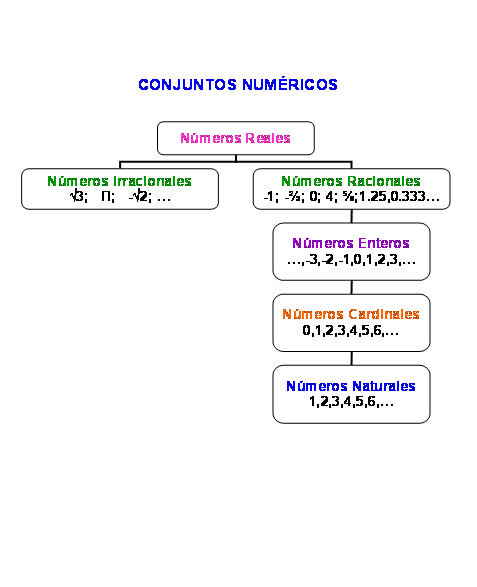 CONJUNTOS NUMÉRICOS
Números Reales
Números Irracionales
√3; Π; -√2; …
Números Racionales
-1; -⅔; 0; 4; ⅝;1.25,0.333…
Números Enteros
…,-3,-2,-1,0,1,2,3,…
Números Cardinales
0,1,2,3,4,5,6,…
Números Naturales
1,2,3,4,5,6,…